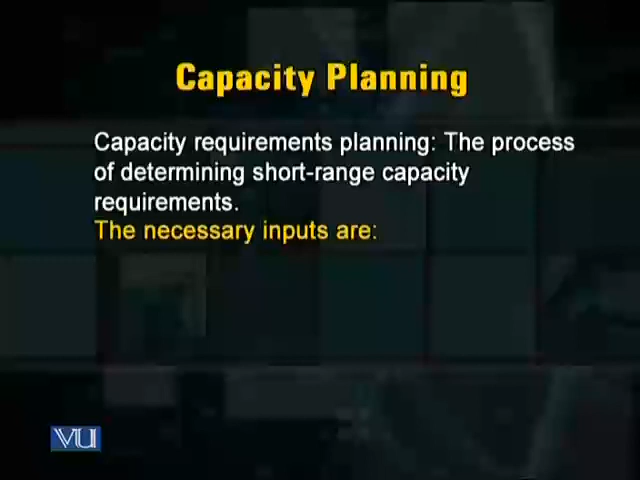 Capacity Planning
Capacity requirements planning: The process
of determining short-range capacity
requirements.
The necessary inputs are:
VU